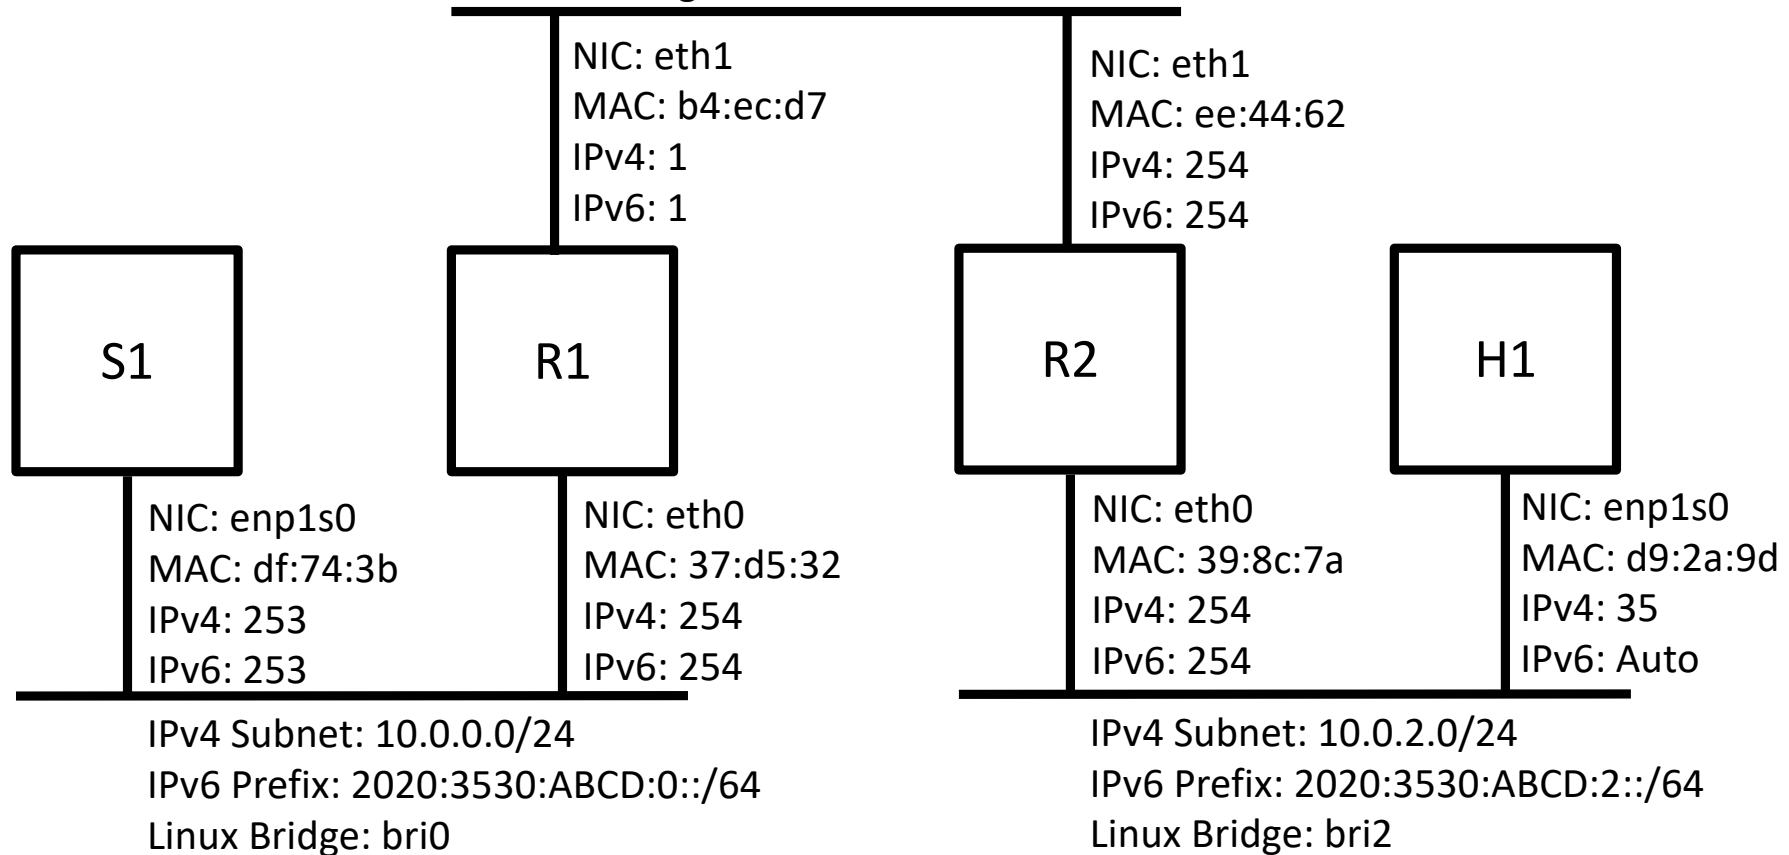 NIC: eth1
MAC: b4:ec:d7
IPv4: 1
IPv6: 1
NIC: eth1
MAC: ee:44:62
IPv4: 254
IPv6: 254
S1
R1
R2
H1
NIC: enp1s0
MAC: df:74:3b
IPv4: 253
IPv6: 253
NIC: eth0
MAC: 37:d5:32
IPv4: 254
IPv6: 254
NIC: eth0
MAC: 39:8c:7a
IPv4: 254
IPv6: 254
NIC: enp1s0
MAC: d9:2a:9d
IPv4: 35
IPv6: Auto
IPv4 Subnet: 10.0.0.0/24
IPv6 Prefix: 2020:3530:ABCD:0::/64
Linux Bridge: bri0
IPv4 Subnet: 10.0.2.0/24
IPv6 Prefix: 2020:3530:ABCD:2::/64
Linux Bridge: bri2